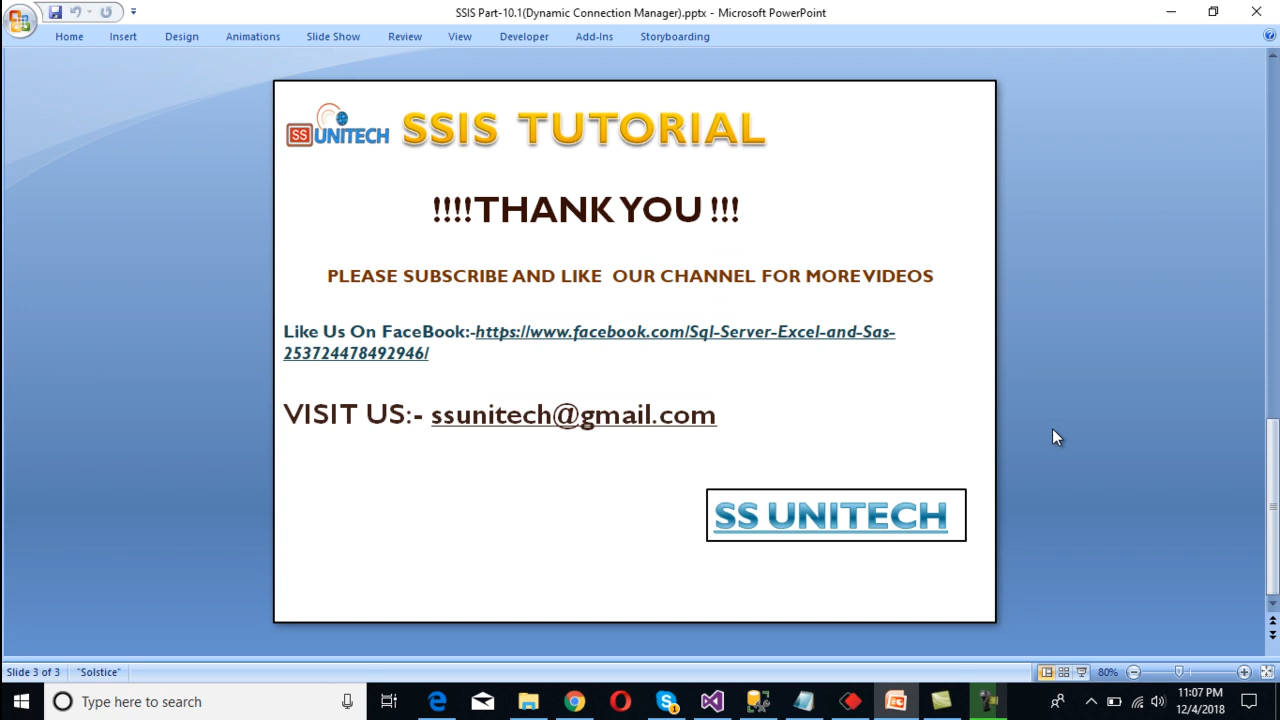 SSIS Part-10.1(Dynamic Connection Manager).pptx - Microsoft PowerPoint
Home Insert Design Animations Slide Show Review View Developer Add-Ins Storyboarding
SS UNITECH SSIS TUTORIAL
!!!!THANK YOU !!!
PLEASE SUBSCRIBE AND LIKE OUR CHANNEL FOR MORE VIDEOS
Like Us On FaceBook:-https://www.facebook.com/Sql-Server-Excel-and-Sas-
253724478492946/
VISIT US:- ssunitech@gmail.com
SS UNITECH
Slide 3 of 3 "Solstice" 80%
Type here to search
11:07 PM
12/4/2018